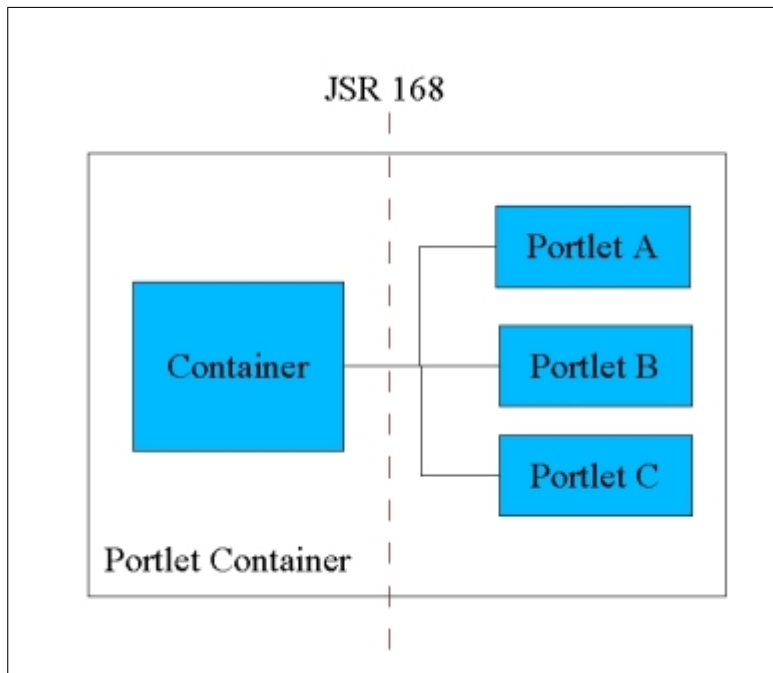 JSR 168
Portlet A
Container
Portlet B
Portlet C
Portlet Container